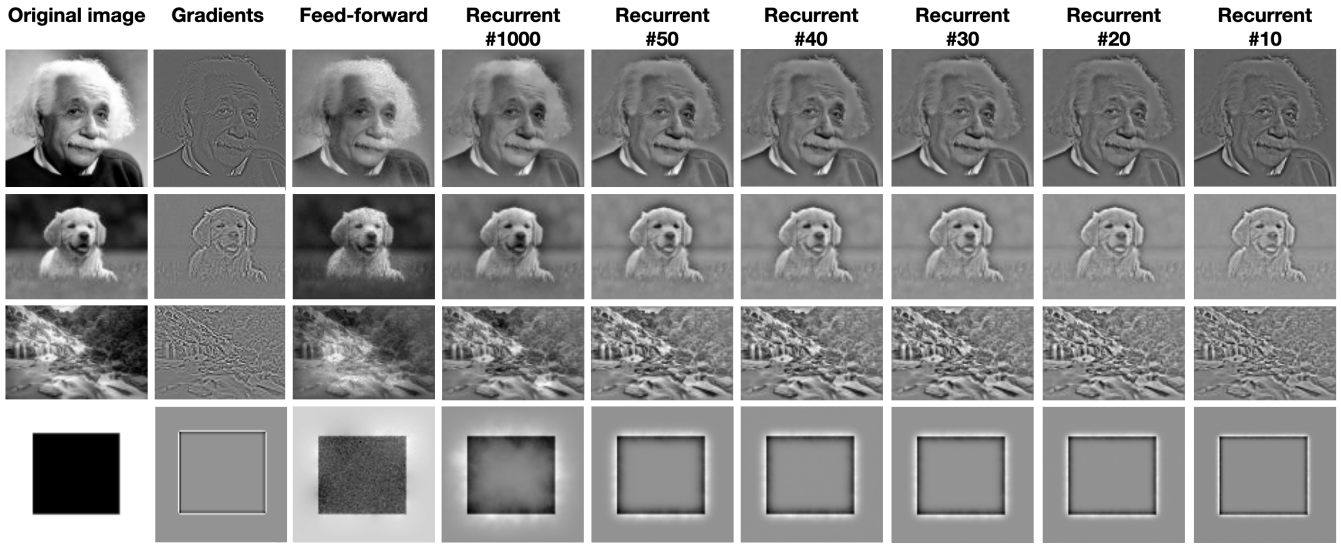 Original image
Gradients
Feed-forward
Recurrent
#1000
Recurrent
#50
Recurrent
#40
Recurrent
#30
Recurrent
#20
Recurrent
#10